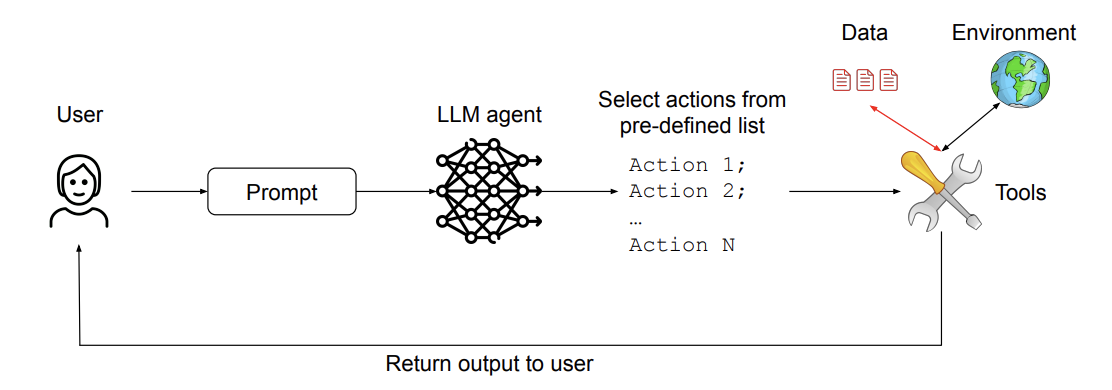 Data
Environment
User
LLM agent
Select actions from
pre-defined list
Action 1;
Action 2;
…
Action N
Prompt
Tools
Return output to user